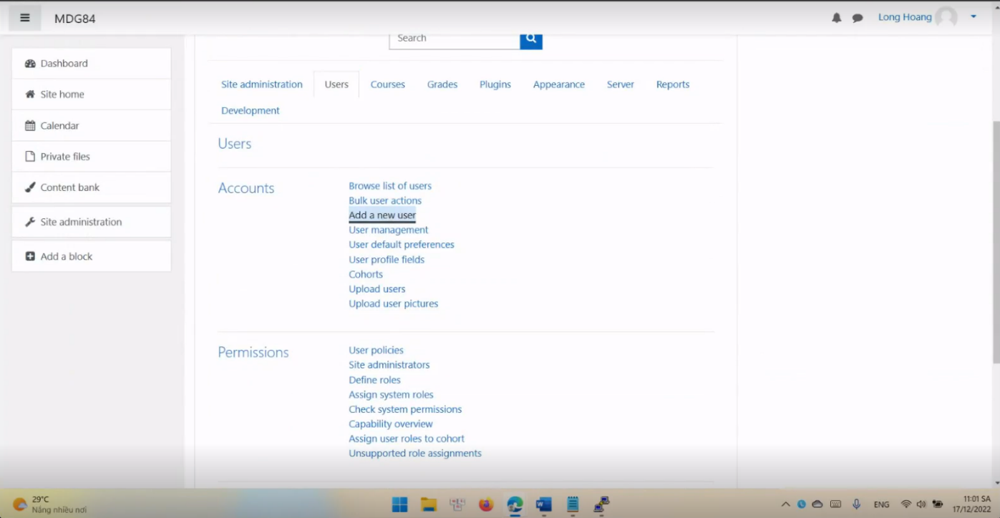 MDG84
Long Hoang
Search
Dashboard
Site home
Calendar
Private files
Content bank
Site administration
Add a block
Site administration Users Courses Grades Plugins Appearance Server Reports
Development
Users
Accounts
Browse list of users
Bulk user actions
Add a new user
User management
User default preferences
User profile fields
Cohorts
Upload users
Upload user pictures
Permissions
User policies
Site administrators
Define roles
Assign system roles
Check system permissions
Capability overview
Assign user roles to cohort
Unsupported role assignments
29°C
Nắng nhiều nơi
ENG
11:01 SA
17/12/2022